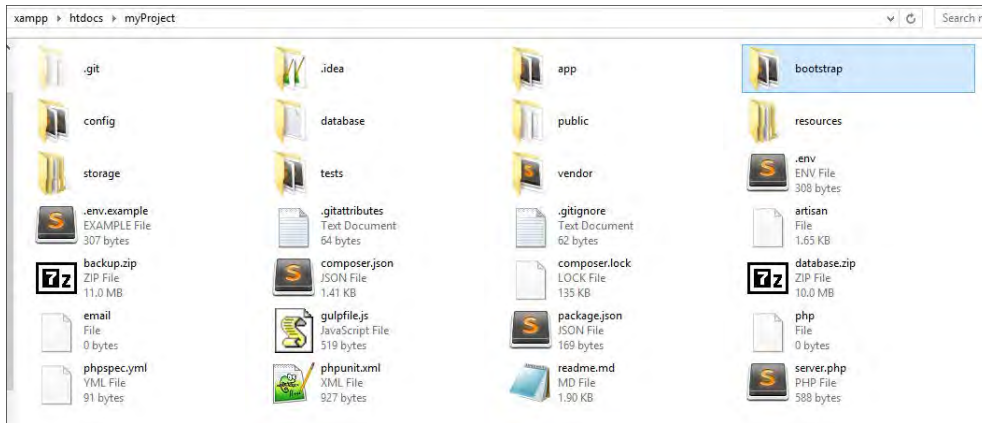 xampp > htdocs > myProject
Search r
.git
.idea
app
bootstrap
config
database
public
resources
storage
tests
vendor
.env
ENV File
308 bytes
.env.example
EXAMPLE File
307 bytes
.gitattributes
Text Document
64 bytes
.gitignore
Text Document
62 bytes
artisan
File
1.65 KB
backup.zip
ZIP File
11.0 MB
composer.json
JSON File
1.41 KB
composer.lock
LOCK File
135 KB
database.zip
ZIP File
10.0 MB
email
File
0 bytes
gulpfile.js
JavaScript File
519 bytes
package.json
JSON File
169 bytes
php
File
0 bytes
phpspec.yml
YML File
91 bytes
phpunit.xml
XML File
927 bytes
readme.md
MD File
1.90 KB
server.php
PHP File
588 bytes